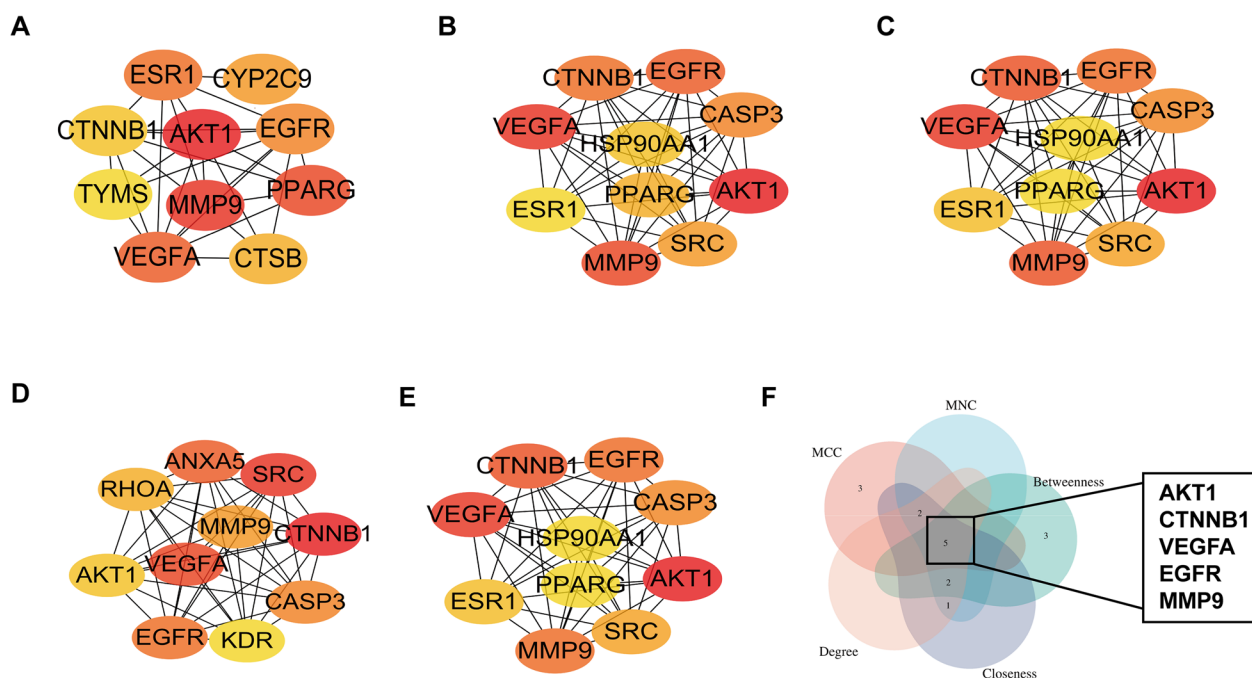 A
ESR1
CYP2C9
CTNNB1
AKT1
EGFR
TYMS
MMP9
PPARG
VEGFA
CTSB
B
CTNNB1
EGFR
VEGFA
CASP3
HSP90AA1
PPARG
AKT1
ESR1
SRC
MMP9
C
CTNNB1
EGFR
VEGFA
CASP3
HSP90AA1
PPARG
AKT1
ESR1
SRC
MMP9
D
ANXA5
SRC
RHOA
MMP9
CTNNB1
VEGFA
AKT1
CASP3
EGFR
KDR
E
CTNNB1
EGFR
CASP3
VEGFA
HSP90AA1
PPARG
AKT1
ESR1
SRC
MMP9
F
MNC
MCC
Betweenness
3
2
5
3
2
1
Degree
Closeness
AKT1
CTNNB1
VEGFA
EGFR
MMP9